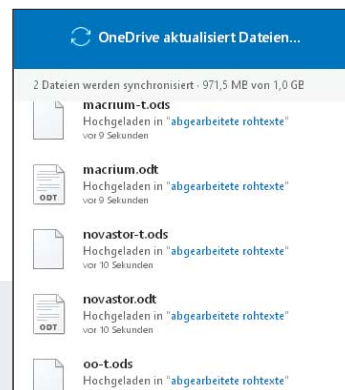 OneDrive aktualisiert Dateien...
2 Dateien werden synchronisiert - 971,5 MB von 1,0 GB
macrium-t.ods
Hochgeladen in "abgearbeitete rohtexte"
vor 9 Sekunden
macrium.odt
Hochgeladen in "abgearbeitete rohtexte"
vor 9 Sekunden
ODT
novastor-t.ods
Hochgeladen in "abgearbeitete rohtexte"
vor 10 Sekunden
novastor.odt
Hochgeladen in "abgearbeitete rohtexte"
vor 10 Sekunden
ODT
oo-t.ods
Hochgeladen in "abgearbeitete rohtexte"